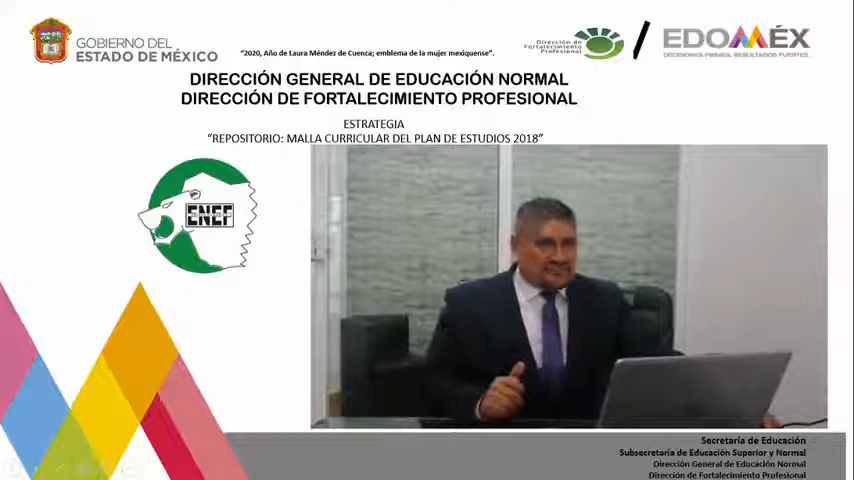 GOBIERNO DEL
ESTADO DE MÉXICO
"2020, Año de Laura Méndez de Cuenca; emblema de la mujer mexiquense".
Dirección de
Fortalecimiento
Profesional
EDOMÉX
DECISIONES FIRMES, RESULTADOS FUERTES.
DIRECCIÓN GENERAL DE EDUCACIÓN NORMAL
DIRECCIÓN DE FORTALECIMIENTO PROFESIONAL
ESTRATEGIA
"REPOSITORIO: MALLA CURRICULAR DEL PLAN DE ESTUDIOS 2018"
ENEF
Secretaría de Educación
Subsecretaría de Educación Superior y Normal
Dirección General de Educación Normal
Dirección de Fortalecimiento Profesional